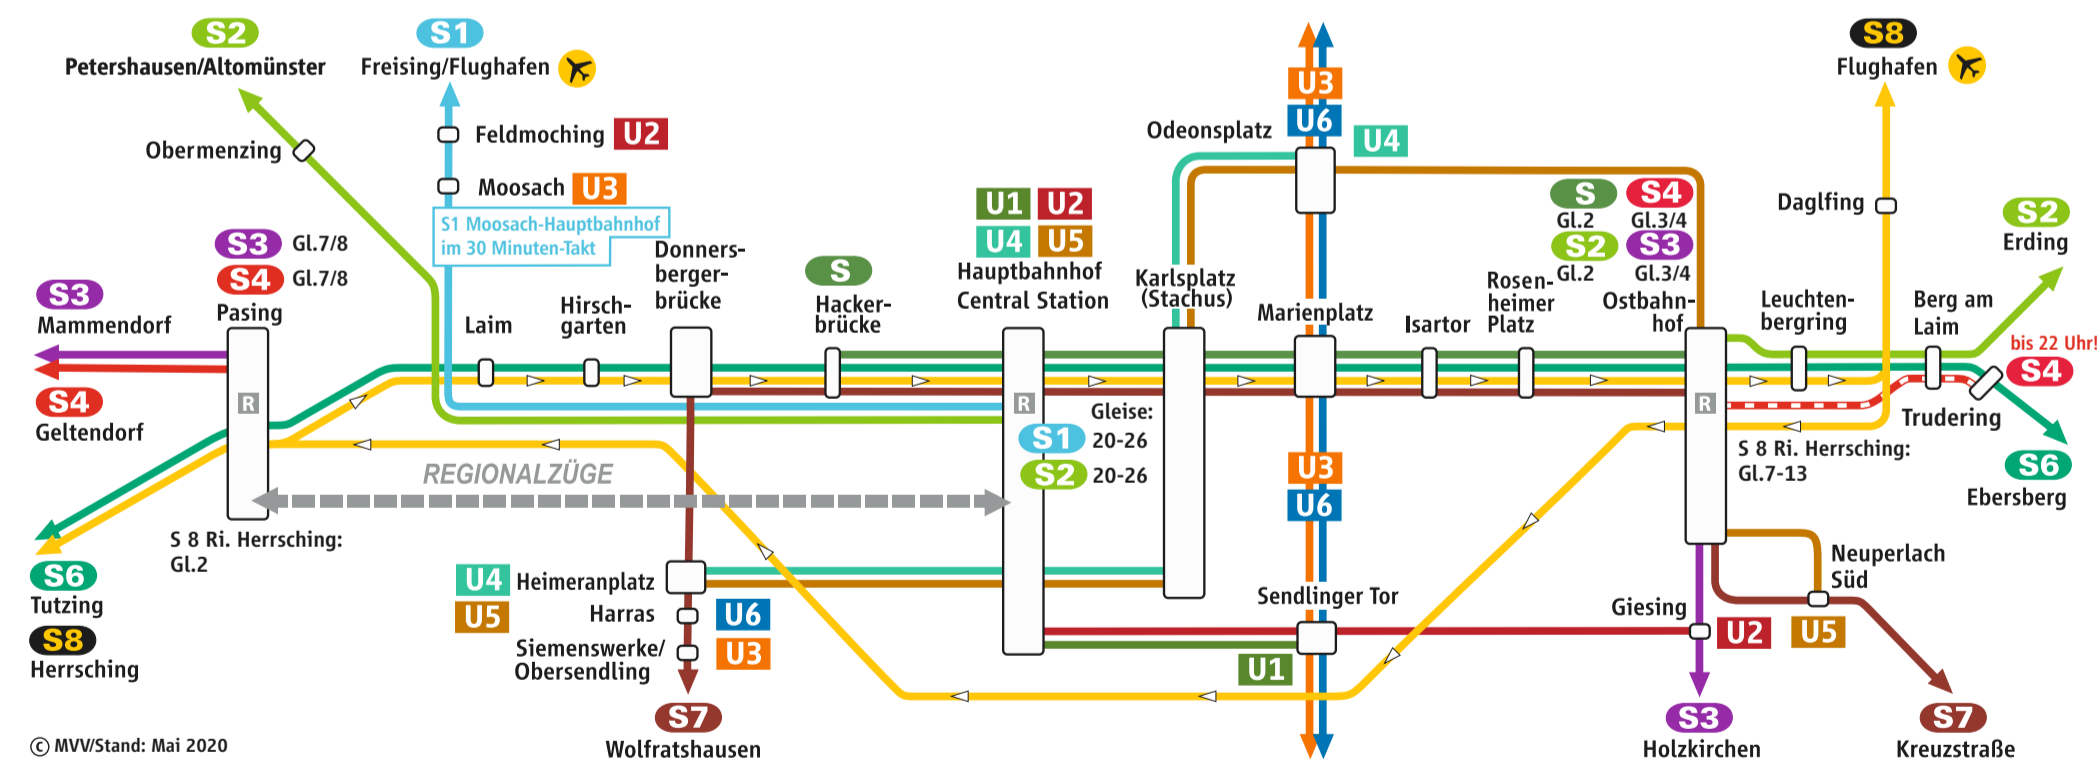 S2
Petershausen/Altomünster
Obermenzing
S1
Freising/Flughafen
Feldmoching U2
Moosach U3
S1 Moosach-Hauptbahnhof
im 30 Minuten-Takt
S3 Gl.7/8
S4 Gl.7/8
Pasing
R
S3
Mammendorf
S4
Geltendorf
S6
Tutzing
S8
Herrsching
S 8 Ri. Herrsching:
Gl.2
Laim
Hirsch-
garten
Donners-
berger-
brücke
S
Hacker-
brücke
U1 U2
U4 U5
Hauptbahnhof
Central Station
R
Gleise:
S1 20-26
S2 20-26
REGIONALZÜGE
Karlsplatz
(Stachus)
Odeonsplatz
U3
U6
U4
Marienplatz
U3
U6
Isartor
Rosen-
heimer
Platz
S S4
Gl.2 Gl.3/4
S2 S3
Gl.2 Gl.3/4
Ostbahn-
hof
R
S8
Flughafen
Daglfing
Leuchten-
bergring
Berg am
Laim
S2
Erding
bis 22 Uhr!
S4
Trudering
S6
Ebersberg
S 8 Ri. Herrsching:
Gl.7-13
U4 Heimeranplatz
U5
Harras U6
Siemenswerke/
Obersendling
U3
S7
Wolfratshausen
Sendlinger Tor
U1
Giesing U2
Neuperlach
Süd
U5
S3
Holzkirchen
S7
Kreuzstraße
© MVV/Stand: Mai 2020